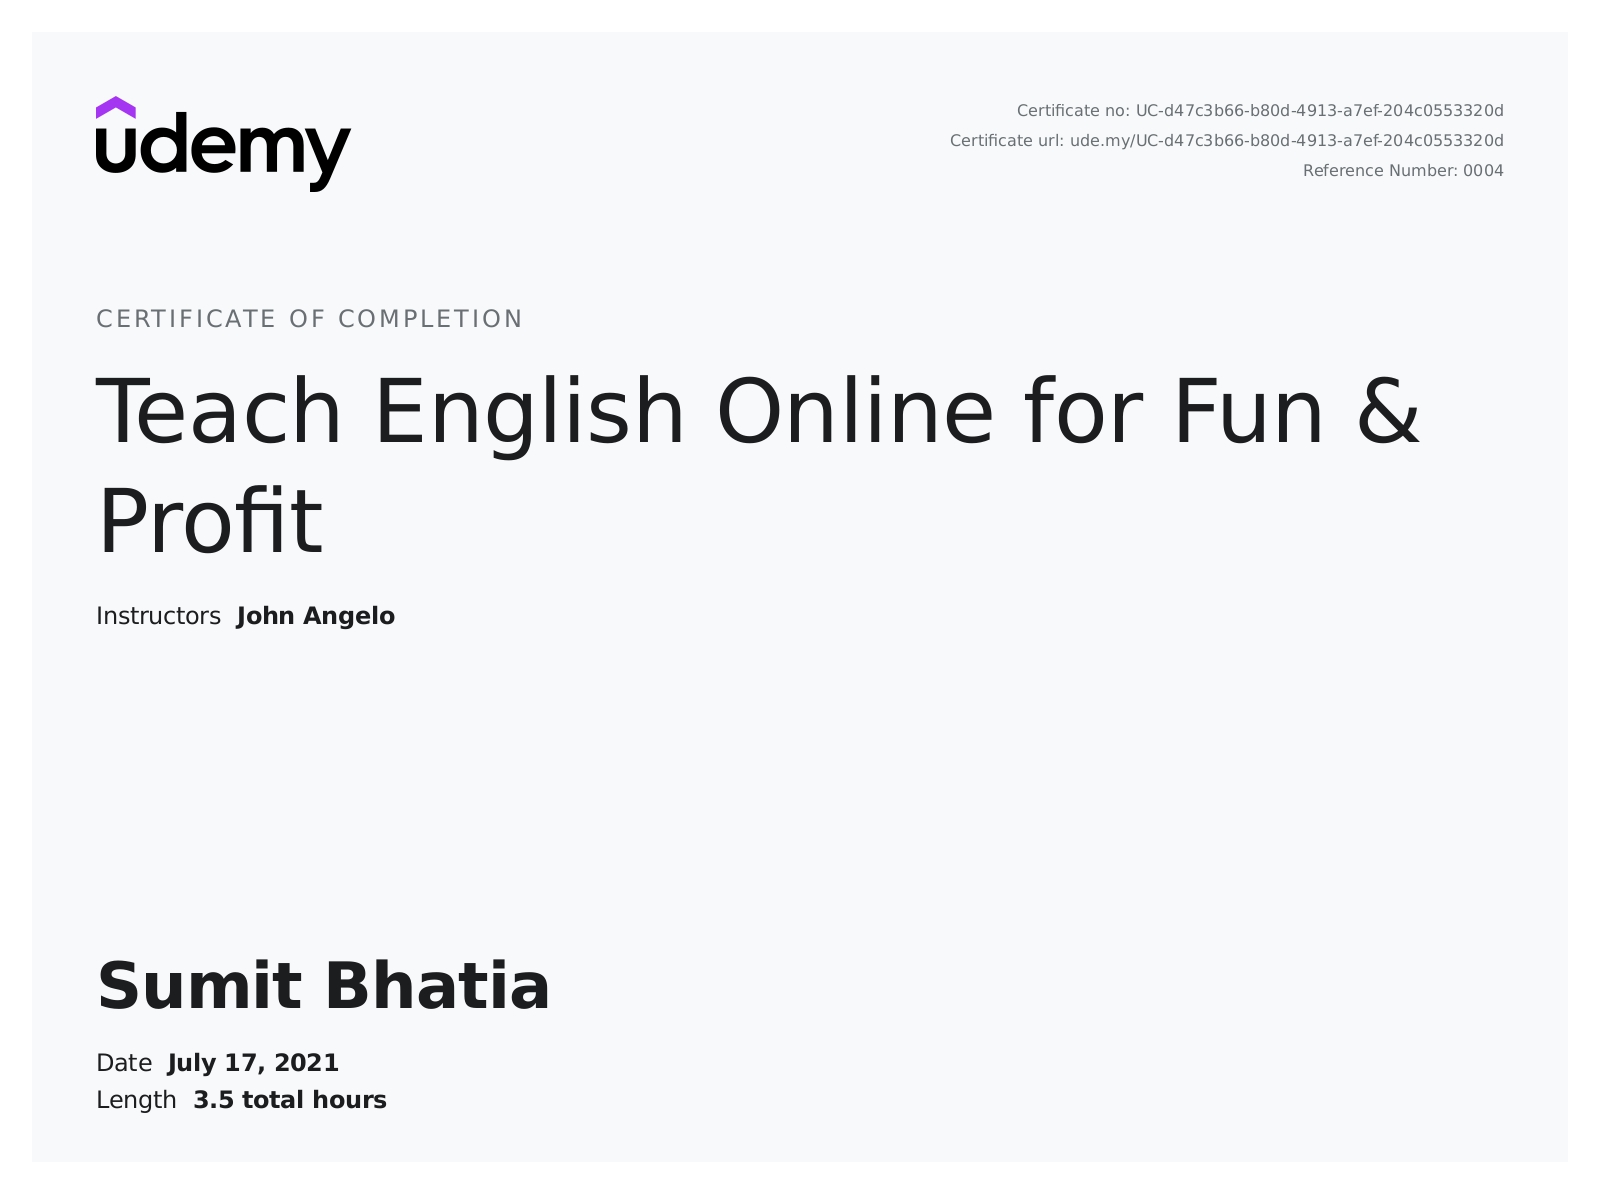 udemy
Certificate no: UC-d47c3b66-b80d-4913-a7ef-204c0553320d
Certificate url: ude.my/UC-d47c3b66-b80d-4913-a7ef-204c0553320d
Reference Number: 0004
CERTIFICATE OF COMPLETION
Teach English Online for Fun &
Profit
Instructors John Angelo
Sumit Bhatia
Date July 17, 2021
Length 3.5 total hours